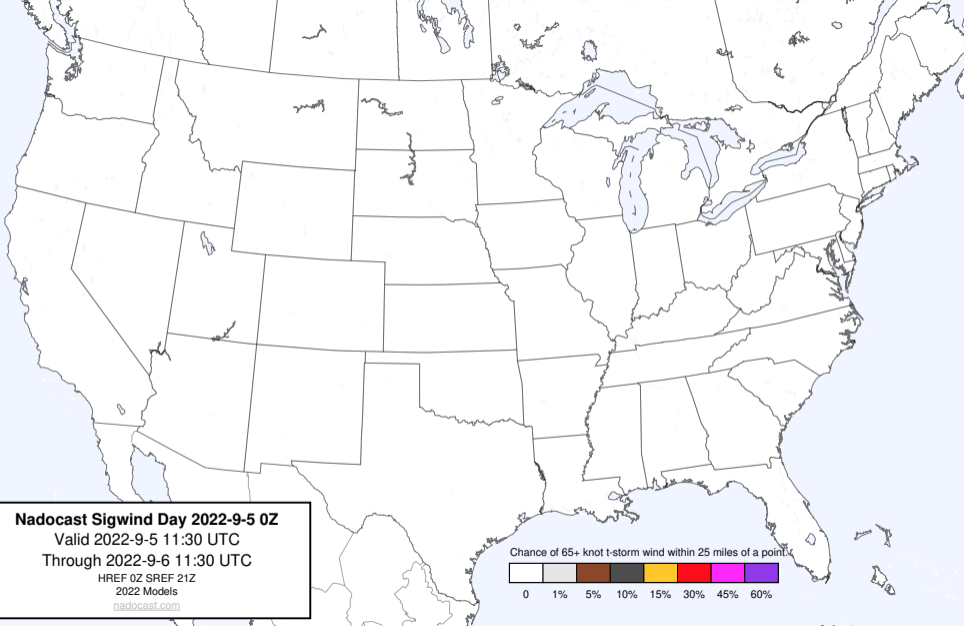 Nadocast Sigwind Day 2022-9-5 0Z
Valid 2022-9-5 11:30 UTC
Through 2022-9-6 11:30 UTC
HREF 0Z SREF 21Z
2022 Models
nadocast.com
Chance of 65+ knot t-storm wind within 25 miles of a point.
0 1% 5% 10% 15% 30% 45% 60%